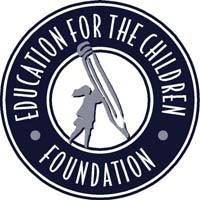 EDUCATION FOR THE CHILDREN
FOUNDATION